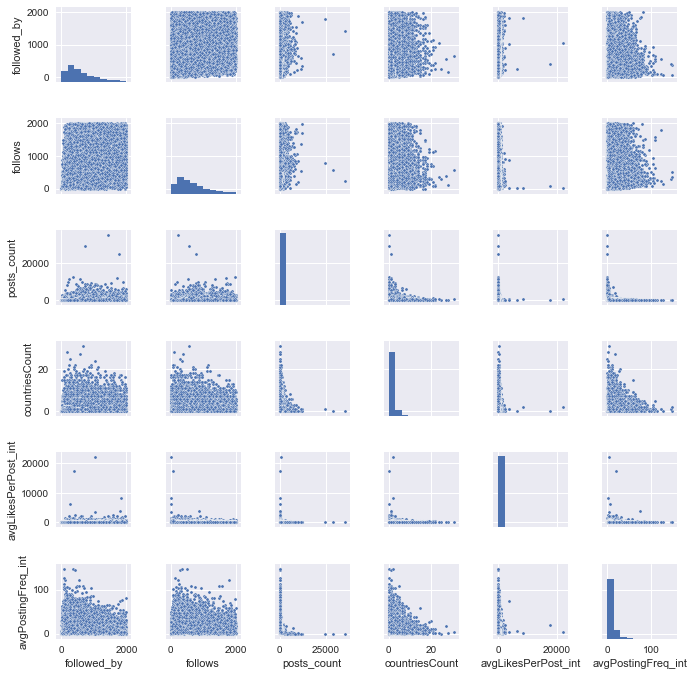 followed_by
2000
1000
0
follows
2000
1000
0
posts_count
20000
0
countriesCount
20
0
avgLikesPerPost_int
20000
10000
0
avgPostingFreq_int
100
0
0 2000 0 2000 0 25000 0 20 0 20000 0 100
followed_by follows posts_count countriesCount avgLikesPerPost_int avgPostingFreq_int